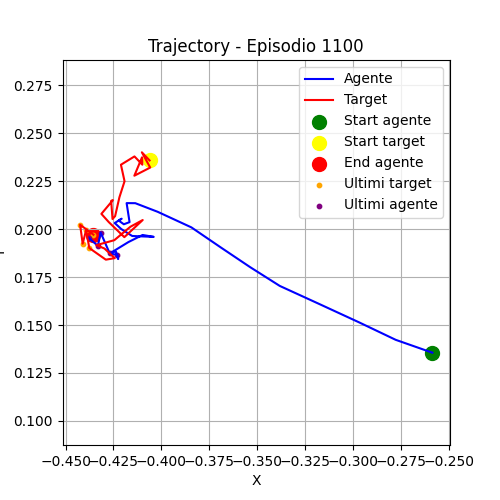 Trajectory - Episodio 1100
Agente
Target
Start agente
Start target
End agente
Ultimi target
Ultimi agente
0.275
0.250
0.225
0.200
0.175
0.150
0.125
0.100
−0.450 −0.425 −0.400 −0.375 −0.350 −0.325 −0.300 −0.275 −0.250
X